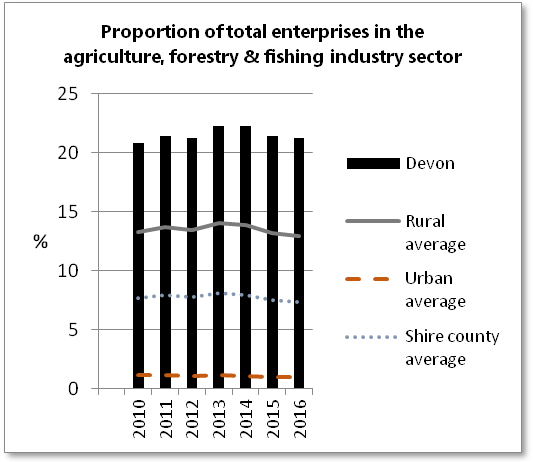 Proportion of total enterprises in the
agriculture, forestry & fishing industry sector
25
20
15
10
5
0
%
2010
2011
2012
2013
2014
2015
2016
Devon
Rural
average
Urban
average
Shire county
average